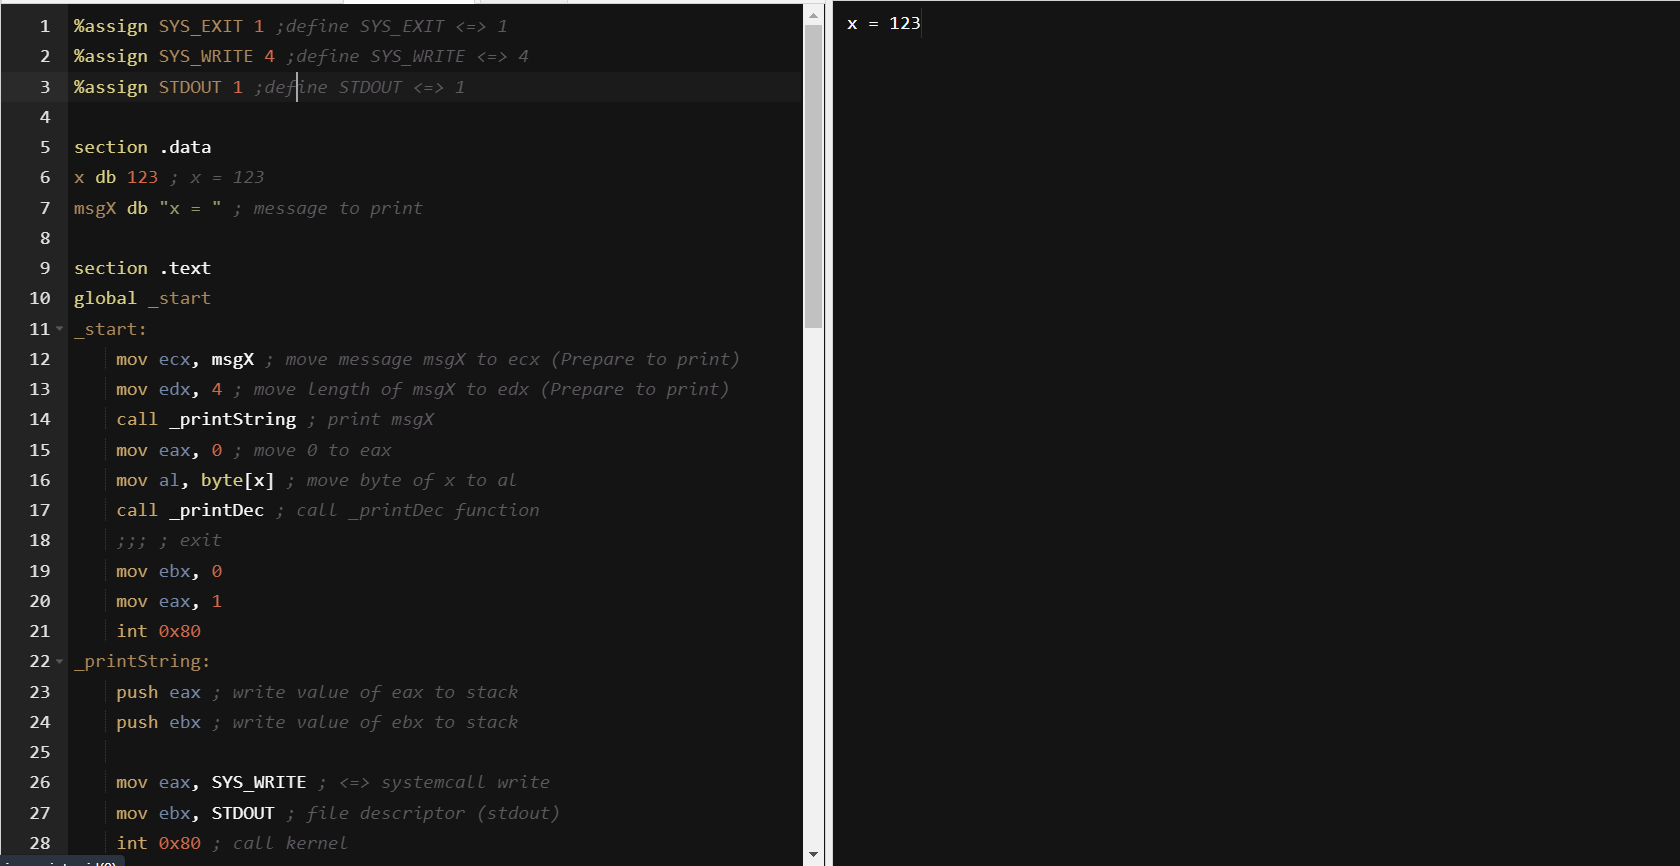 1 %assign SYS_EXIT 1 ;define SYS_EXIT <=> 1
2 %assign SYS_WRITE 4 ;define SYS_WRITE <=> 4
3 %assign STDOUT 1 ;define STDOUT <=> 1
4
5 section .data
6 x db 123 ; x = 123
7 msgX db "x = " ; message to print
8
9 section .text
10 global _start
11 _start:
12 mov ecx, msgX ; move message msgX to ecx (Prepare to print)
13 mov edx, 4 ; move length of msgX to edx (Prepare to print)
14 call _printString ; print msgX
15 mov eax, 0 ; move 0 to eax
16 mov al, byte[x] ; move byte of x to al
17 call _printDec ; call _printDec function
18 ;;; ; exit
19 mov ebx, 0
20 mov eax, 1
21 int 0x80
22 _printString:
23 push eax ; write value of eax to stack
24 push ebx ; write value of ebx to stack
25
26 mov eax, SYS_WRITE ; <=> systemcall write
27 mov ebx, STDOUT ; file descriptor (stdout)
28 int 0x80 ; call kernel
x = 123